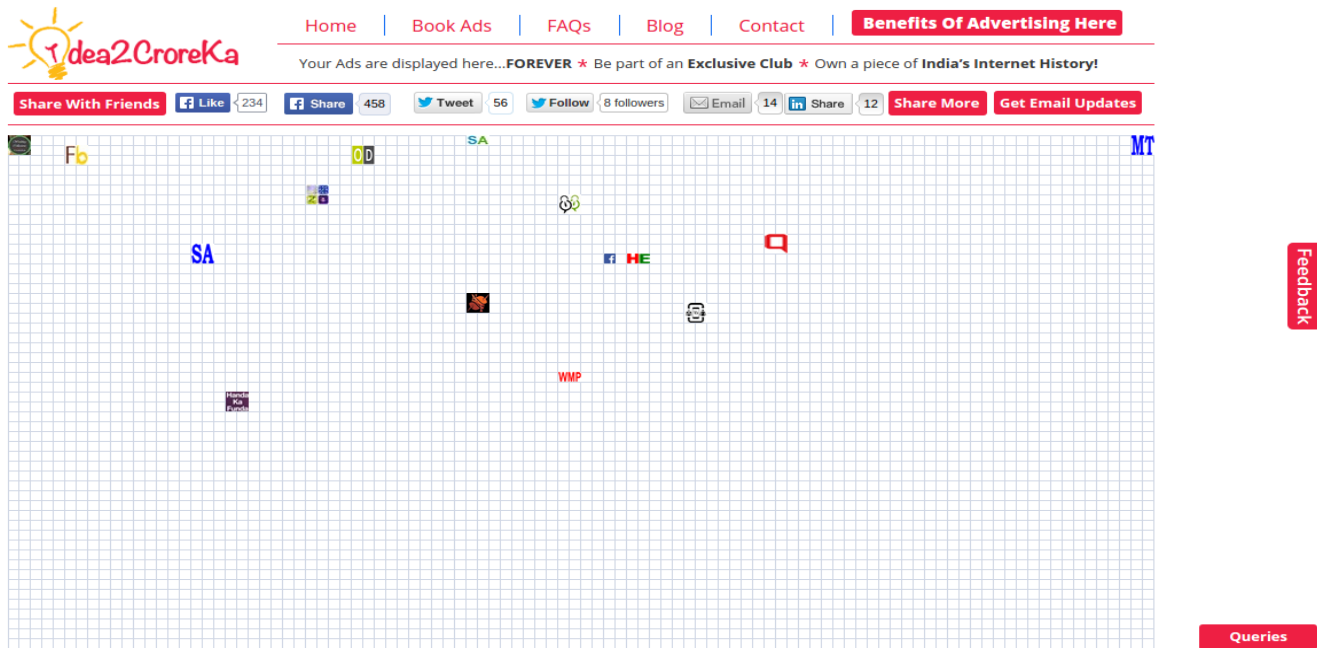 Idea2CroreKa
Home Book Ads FAQs Blog Contact Benefits Of Advertising Here
Your Ads are displayed here...FOREVER * Be part of an Exclusive Club * Own a piece of India's Internet History!
Share With Friends Like 234 Share 458 Tweet 56 Follow 8 followers Email 14 in Share 12 Share More Get Email Updates
SA
MT
Fb OD
Z
SA
HE
WMP
Handa
Ka
Funda
Feedback
Queries